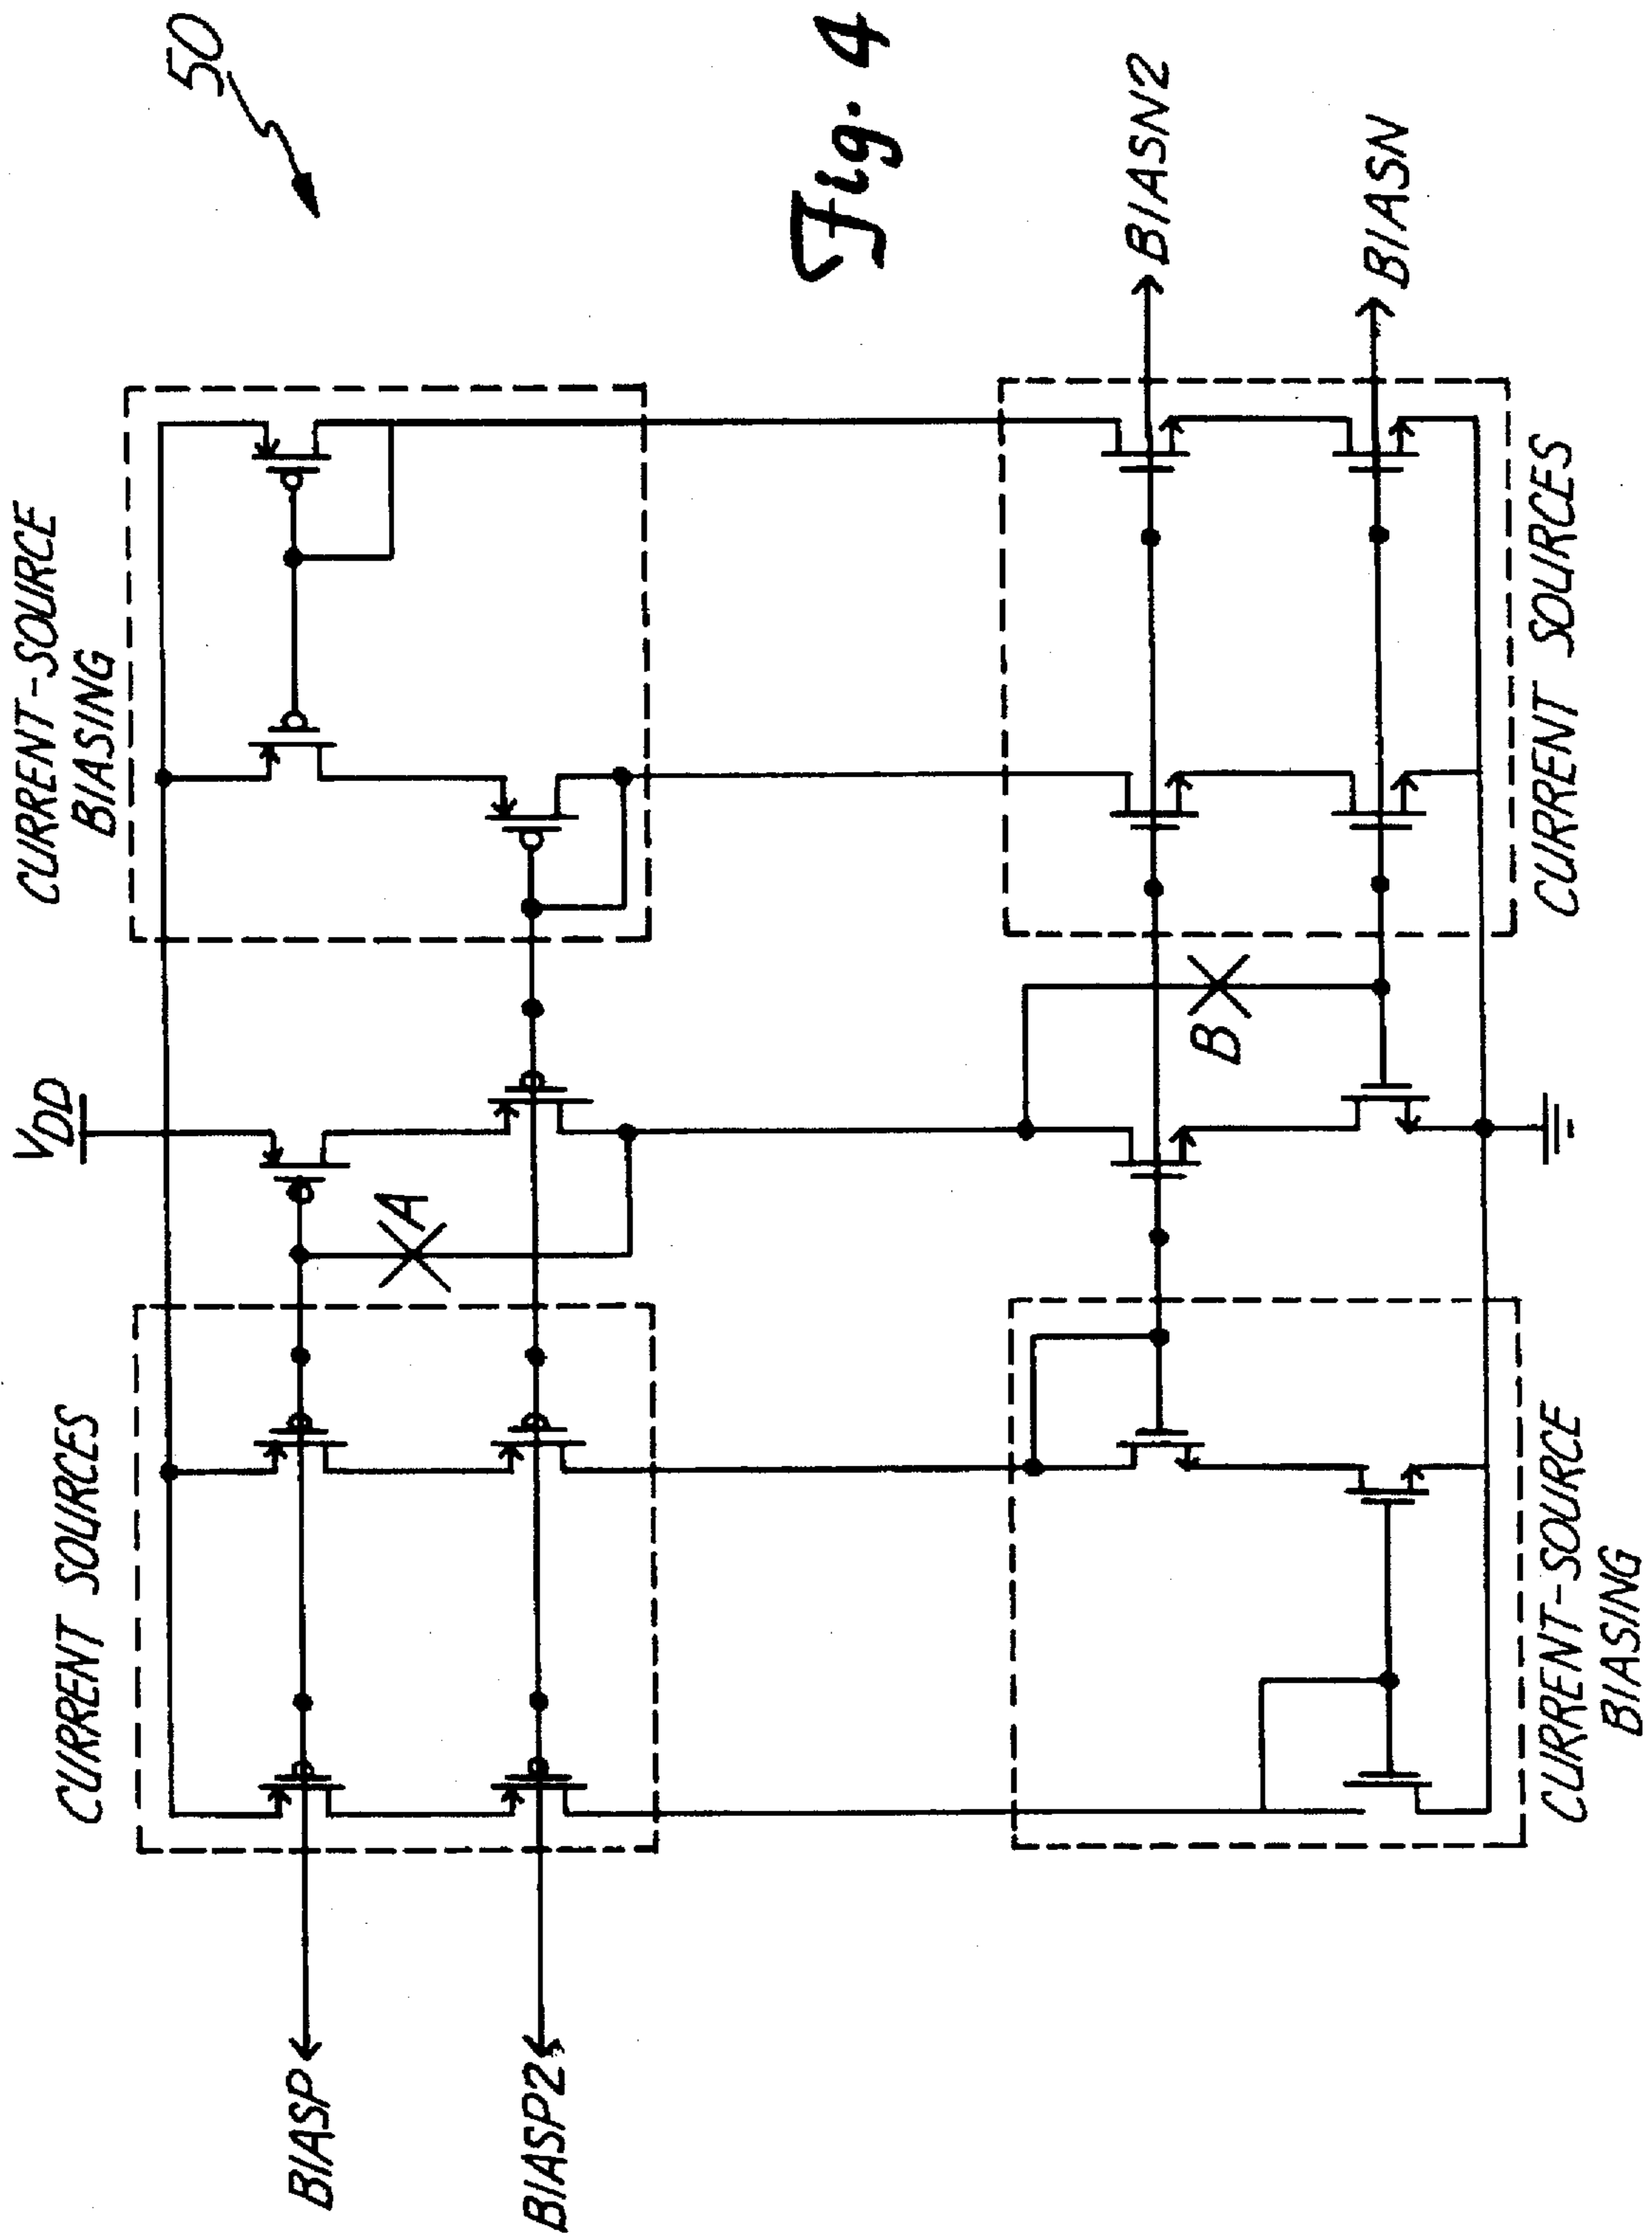 50
Fig. 4
CURRENT-SOURCE
BIASING
VDD
CURRENT SOURCES
A
B
BIASP
BIASP2
BIASN2
BIASN
CURRENT SOURCES
CURRENT-SOURCE
BIASING